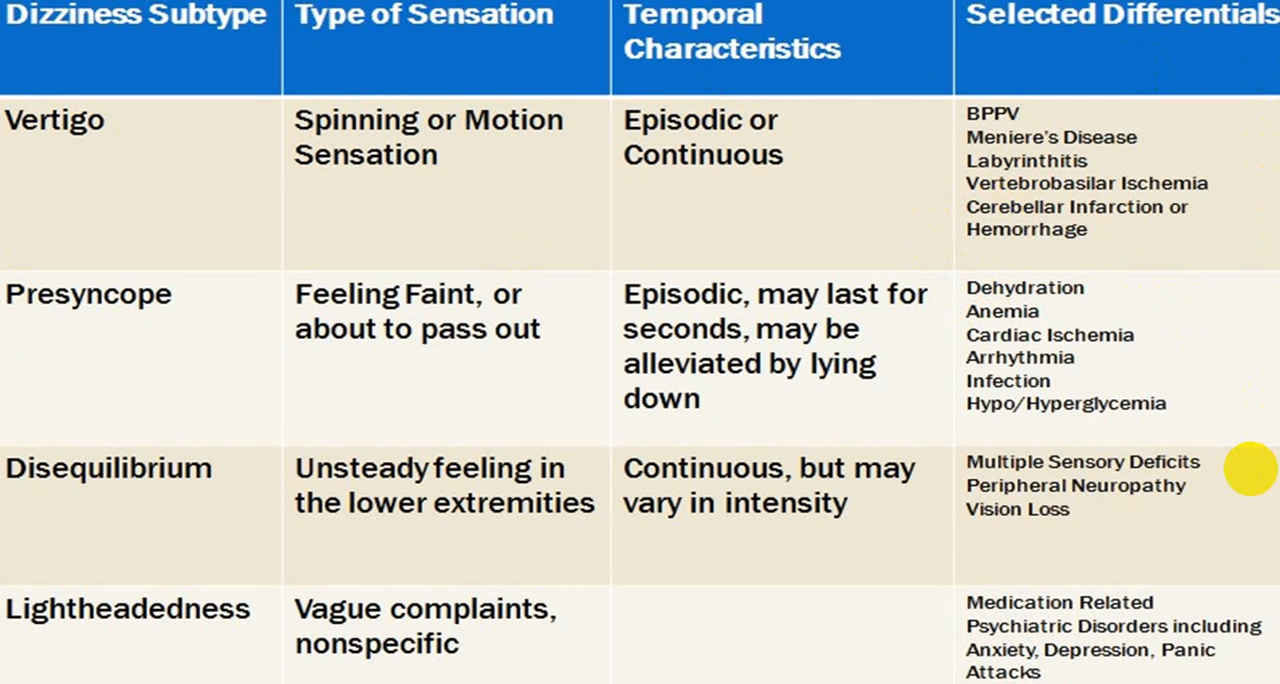 Dizziness Subtype
Type of Sensation
Temporal
Characteristics
Selected Differentials
Vertigo
Spinning or Motion
Sensation
Episodic or
Continuous
BPPV
Meniere's Disease
Labyrinthitis
Vertebrobasilar Ischemia
Cerebellar Infarction or
Hemorrhage
Presyncope
Feeling Faint, or
about to pass out
Episodic, may last for
seconds, may be
alleviated by lying
down
Dehydration
Anemia
Cardiac Ischemia
Arrhythmia
Infection
Hypo/Hyperglycemia
Disequilibrium
Unsteady feeling in
the lower extremities
Continuous, but may
vary in intensity
Multiple Sensory Deficits
Peripheral Neuropathy
Vision Loss
Lightheadedness
Vague complaints,
nonspecific
Medication Related
Psychiatric Disorders including
Anxiety, Depression, Panic
Attacks